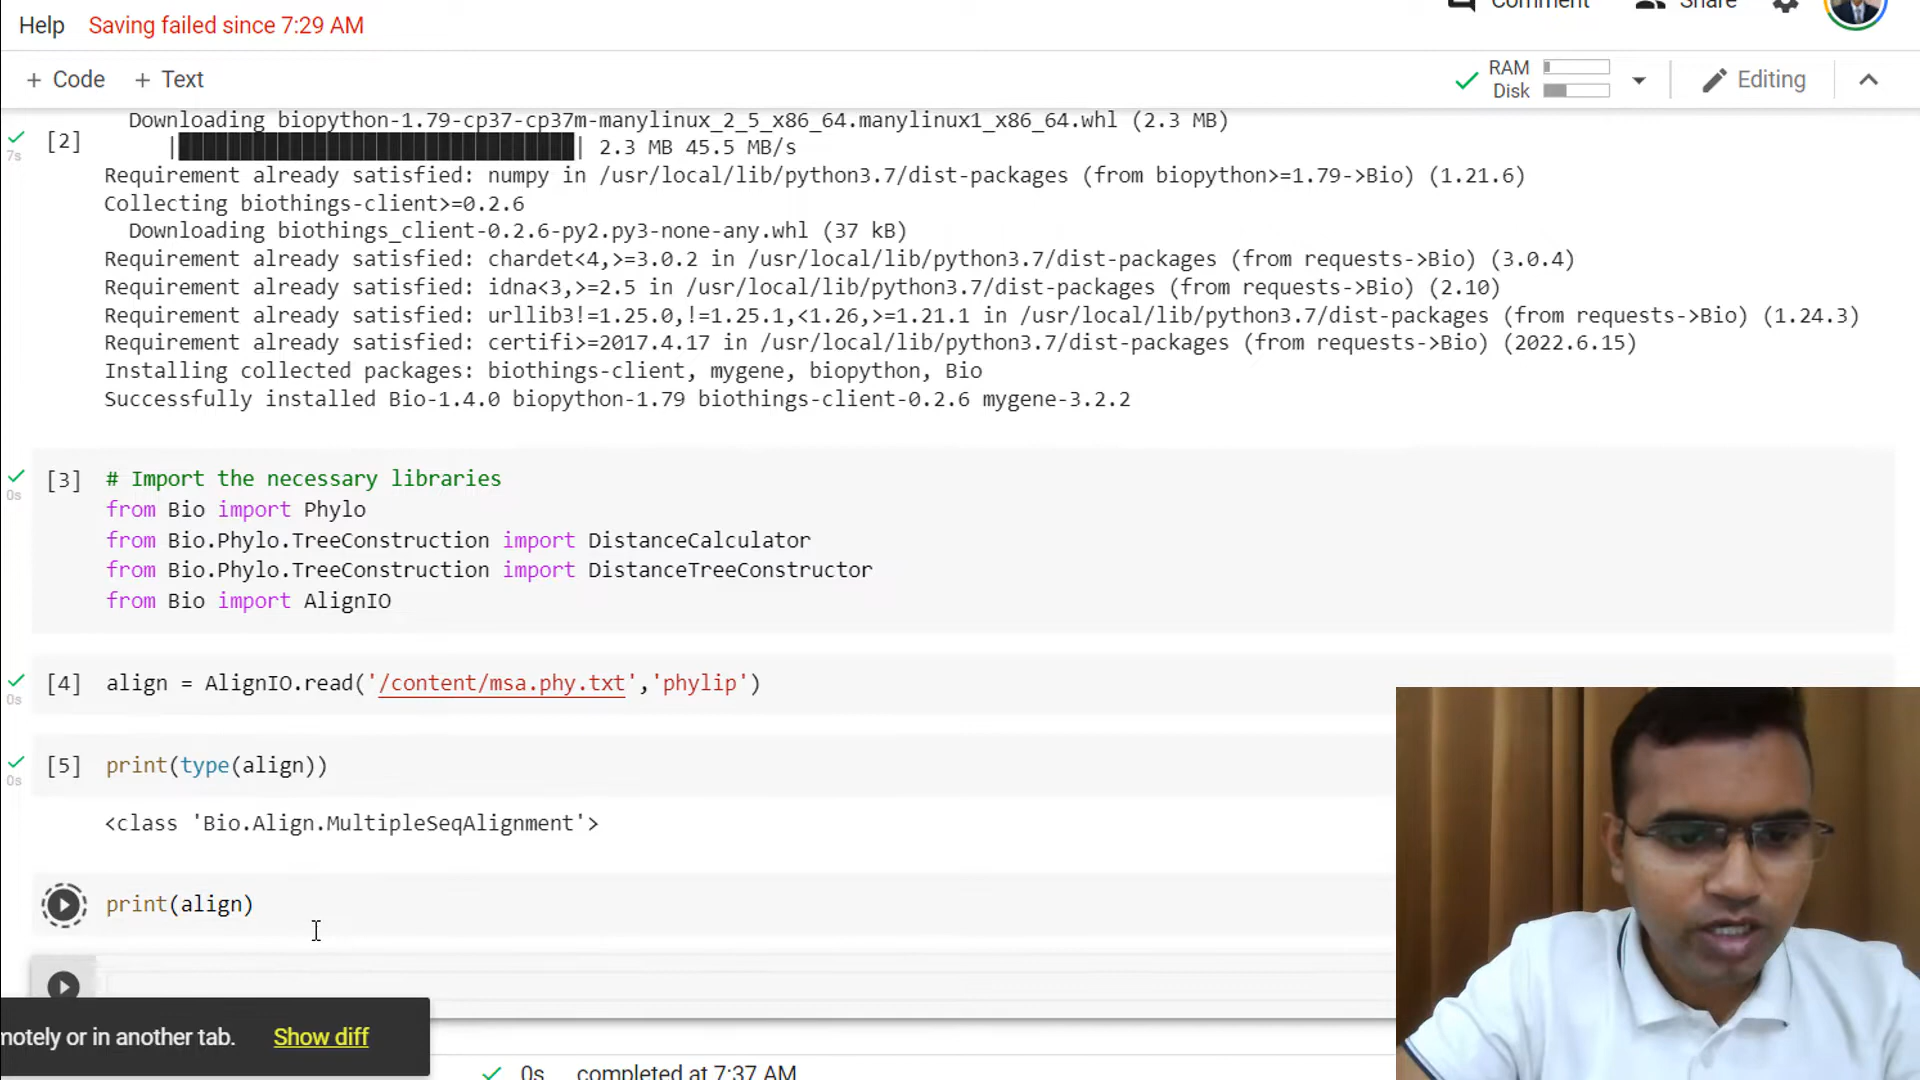 Help Saving failed since 7:29 AM Comment Share
+ Code + Text RAM Disk Editing
Downloading biopython-1.79-cp37-cp37m-manylinux_2_5_x86_64.manylinux1_x86_64.whl (2.3 MB)
7s [2] | 2.3 MB 45.5 MB/s
Requirement already satisfied: numpy in /usr/local/lib/python3.7/dist-packages (from biopython>=1.79->Bio) (1.21.6)
Collecting biothings-client>=0.2.6
Downloading biothings_client-0.2.6-py2.py3-none-any.whl (37 kB)
Requirement already satisfied: chardet<4,>=3.0.2 in /usr/local/lib/python3.7/dist-packages (from requests->Bio) (3.0.4)
Requirement already satisfied: idna<3,>=2.5 in /usr/local/lib/python3.7/dist-packages (from requests->Bio) (2.10)
Requirement already satisfied: urllib3!=1.25.0,!=1.25.1,<1.26,>=1.21.1 in /usr/local/lib/python3.7/dist-packages (from requests->Bio) (1.24.3)
Requirement already satisfied: certifi>=2017.4.17 in /usr/local/lib/python3.7/dist-packages (from requests->Bio) (2022.6.15)
Installing collected packages: biothings-client, mygene, biopython, Bio
Successfully installed Bio-1.4.0 biopython-1.79 biothings-client-0.2.6 mygene-3.2.2
0s [3] # Import the necessary libraries
from Bio import Phylo
from Bio.Phylo.TreeConstruction import DistanceCalculator
from Bio.Phylo.TreeConstruction import DistanceTreeConstructor
from Bio import AlignIO
0s [4] align = AlignIO.read('/content/msa.phy.txt','phylip')
0s [5] print(type(align))
<class 'Bio.Align.MultipleSeqAlignment'>
print(align)
motely or in another tab. Show diff
0s completed at 7:37 AM